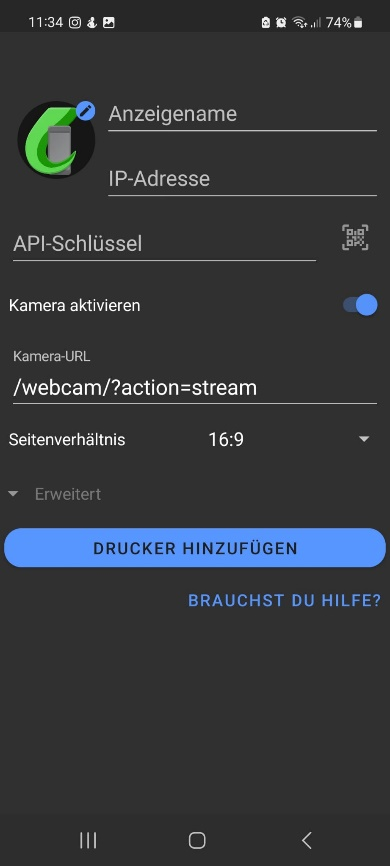 11:34 74%
Anzeigename
IP-Adresse
API-Schlüssel
Kamera aktivieren
Kamera-URL
/webcam/?action=stream
Seitenverhältnis 16:9
Erweitert
DRUCKER HINZUFÜGEN
BRAUCHST DU HILFE?